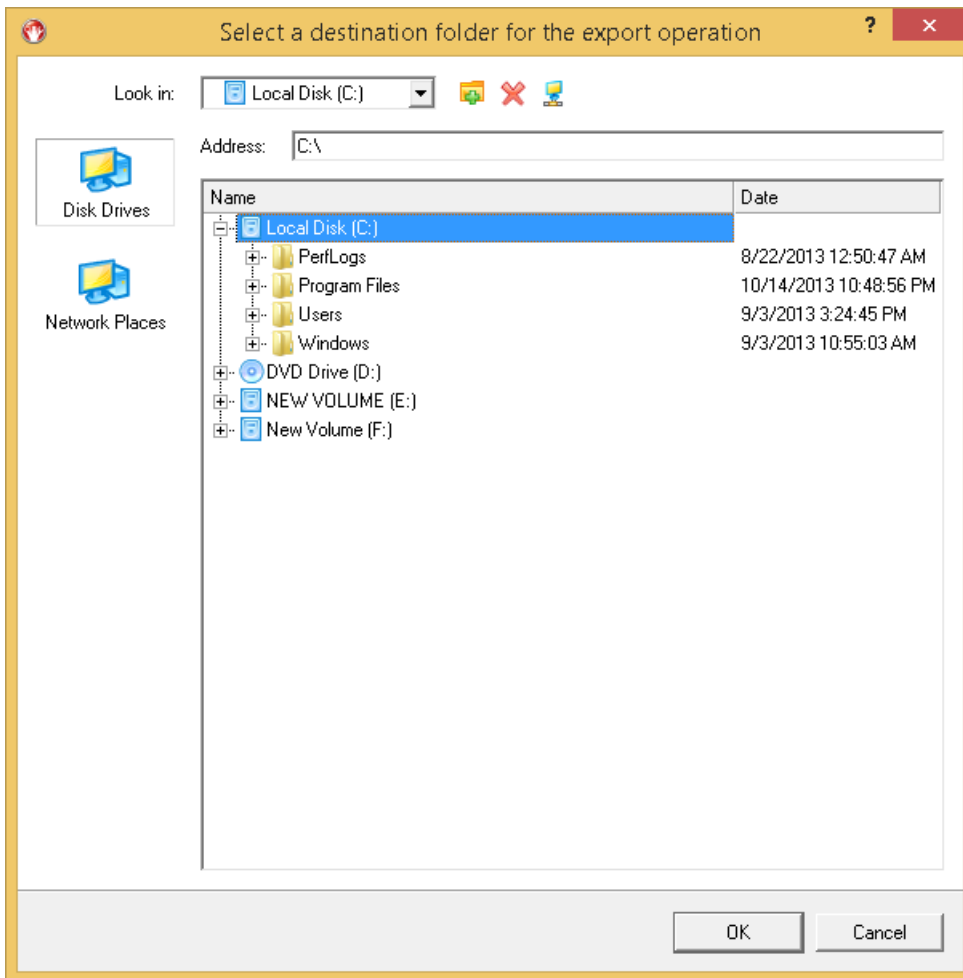 Select a destination folder for the export operation ? ×
Look in: Local Disk (C:)
Address: C:\
Disk Drives
Network Places
Name Date
Local Disk (C:)
PerfLogs 8/22/2013 12:50:47 AM
Program Files 10/14/2013 10:48:56 PM
Users 9/3/2013 3:24:45 PM
Windows 9/3/2013 10:55:03 AM
DVD Drive (D:)
NEW VOLUME (E:)
New Volume (F:)
OK Cancel